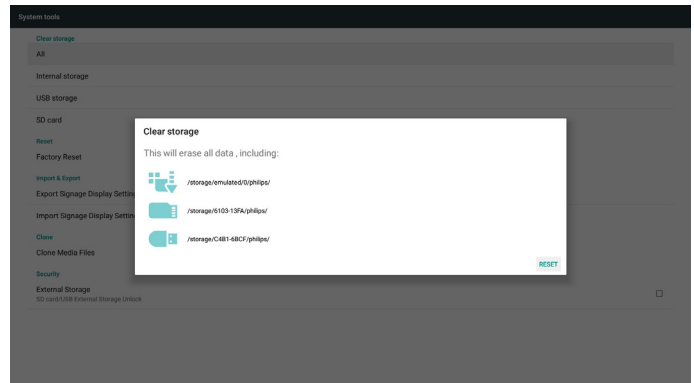 System tools
Clear storage
All
Internal storage
USB storage
SD card
Reset
Factory Reset
Import & Export
Export Signage Display Setting
Import Signage Display Settin
Clone
Clone Media Files
Security
External Storage
SD card/USB External Storage Unlock
Clear storage
This will erase all data , including:
/storage/emulated/0/philips/
/storage/6103-13FA/philips/
/storage/C4B1-6BCF/philips/
RESET